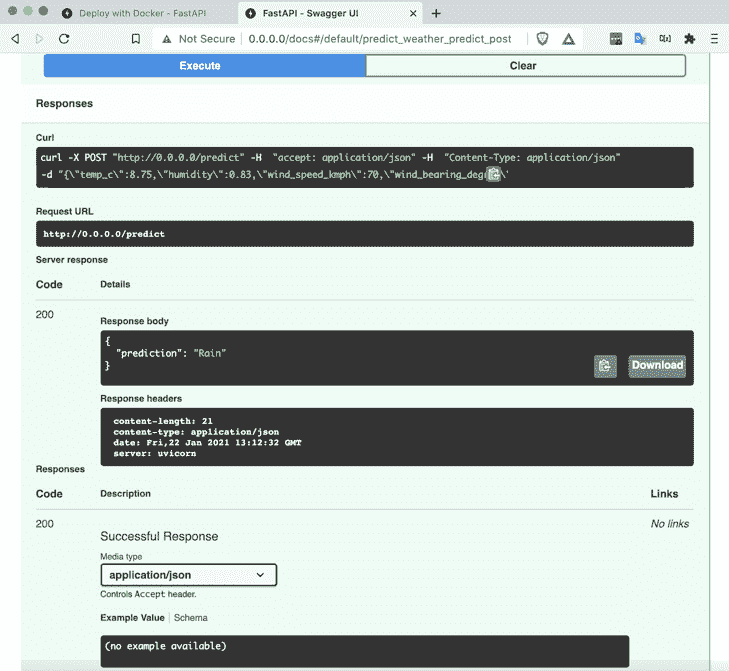 Deploy with Docker - FastAPI
FastAPI - Swagger UI
Not Secure
0.0.0.0/docs#/default/predict_weather_predict_post
Execute
Clear
Responses
Curl
curl -X POST "http://0.0.0.0/predict" -H  "accept: application/json" -H  "Content-Type: application/json"
-d "{\"temp_c\":8.75,\"humidity\":0.83,\"wind_speed_kmph\":70,\"wind_bearing_deg
Request URL
http://0.0.0.0/predict
Server response
Code
Details
200
Response body
{
"prediction": "Rain"
}
Download
Response headers
content-length: 21
content-type: application/json
date: Fri,22 Jan 2021 13:12:32 GMT
server: uvicorn
Responses
Code
Description
Links
200
Successful Response
No links
Media type
application/json
Controls Accept header.
Example Value
Schema
(no example available)